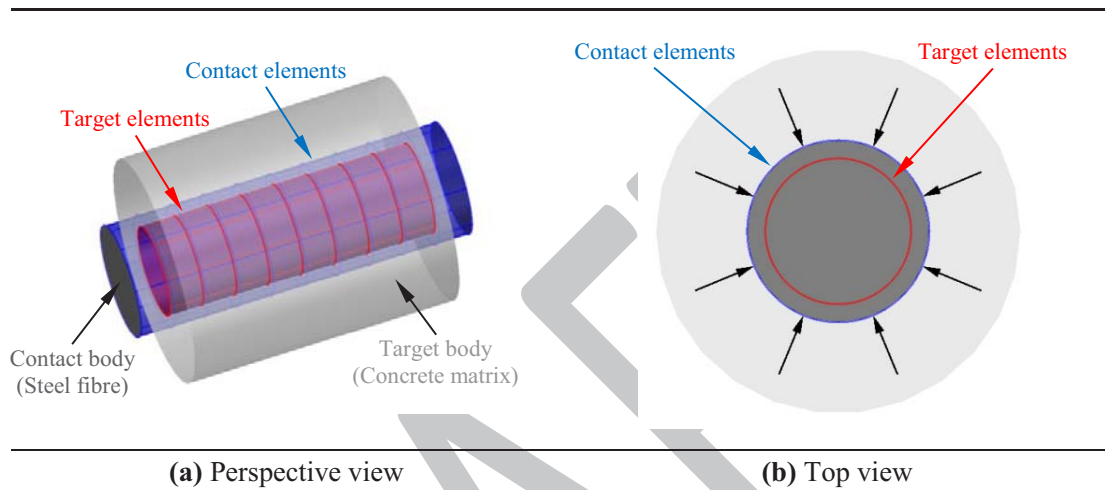 Contact elements
Target elements
Contact body
(Steel fibre)
Target body
(Concrete matrix)
(a) Perspective view
Contact elements
Target elements
(b) Top view